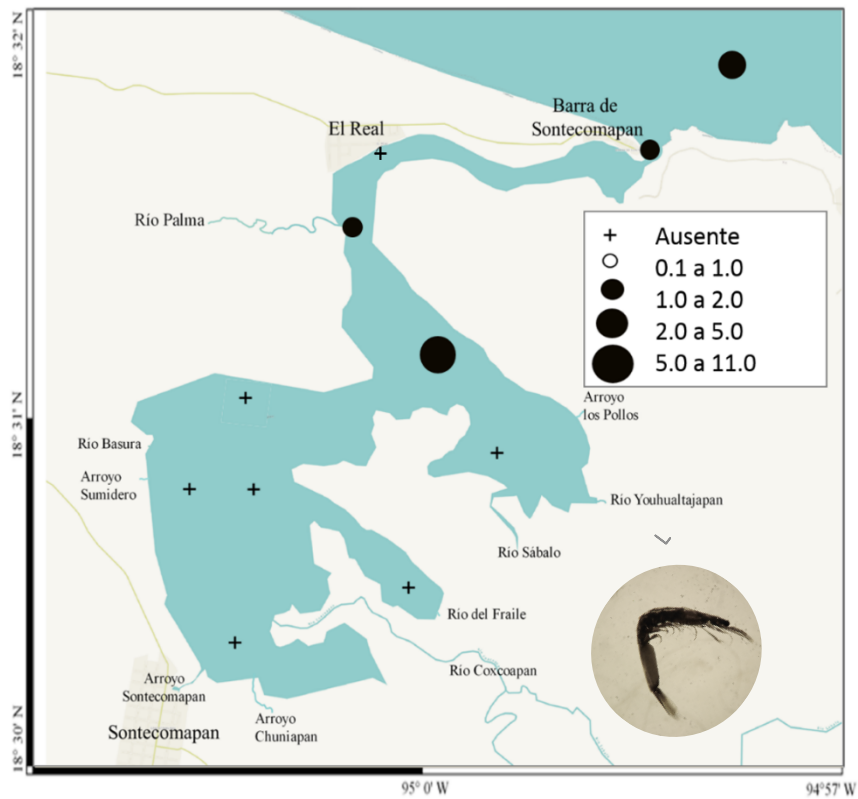 18° 32' N
Barra de
Sontecomapan
El Real
Río Palma
Ausente
0.1 a 1.0
1.0 a 2.0
2.0 a 5.0
5.0 a 11.0
Arroyo
los Pollos
18° 31' N
Río Basura
Arroyo
Sumidero
Río Youhualtajapan
Río Sábalo
Río del Fraile
Río Coxcoapan
Arroyo
Sontecomapan
Arroyo
Chuniapan
Sontecomapan
18° 30' N
95° 0' W
94°57' W